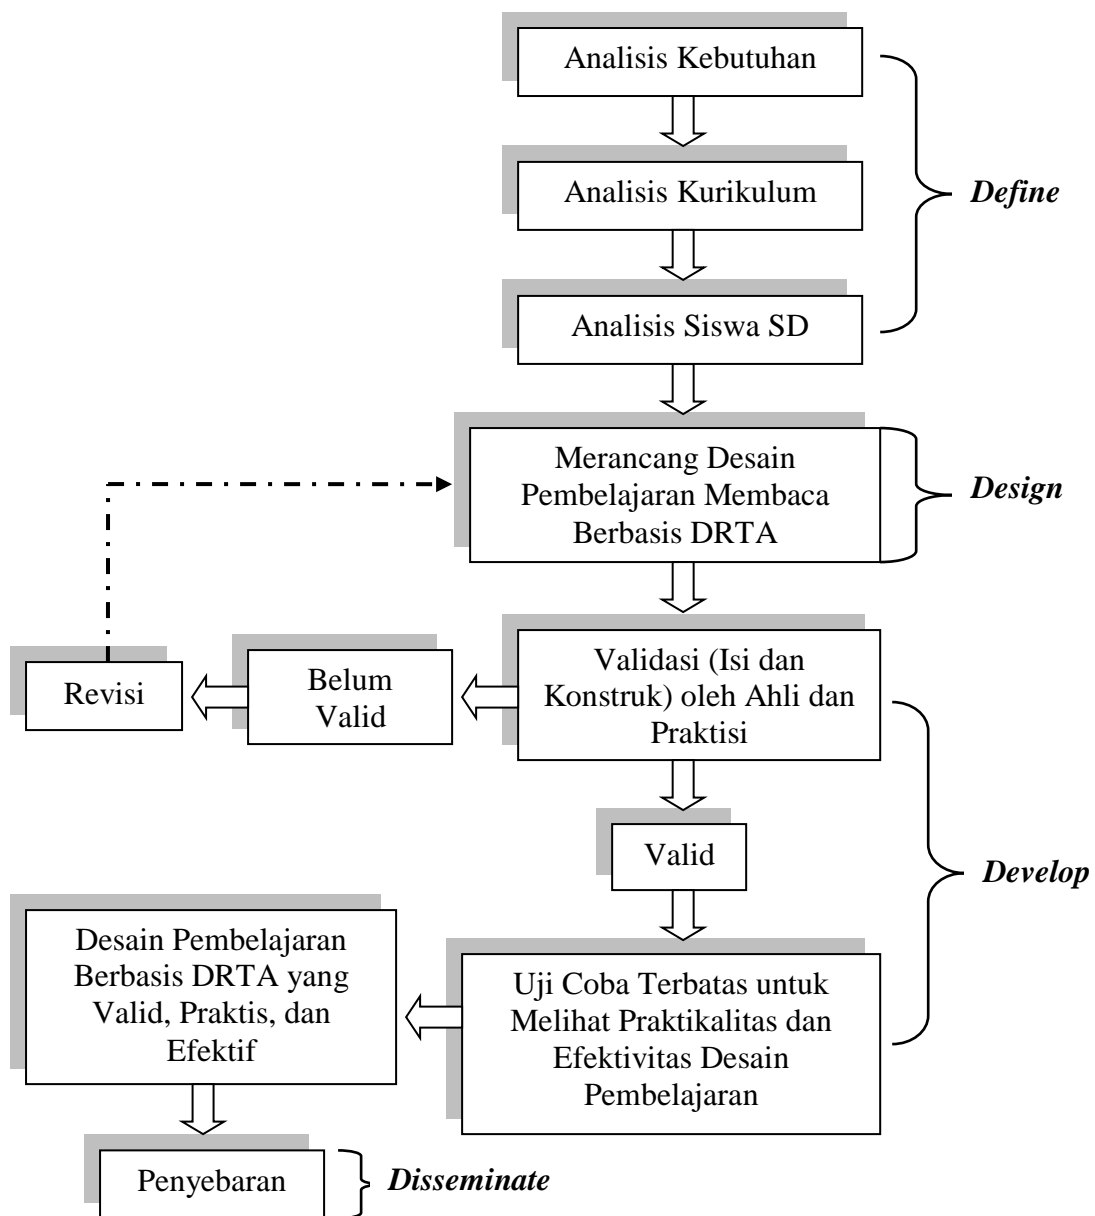 Analisis Kebutuhan
Analisis Kurikulum
Define
Analisis Siswa SD
Merancang Desain
Pembelajaran Membaca
Berbasis DRTA
Design
Revisi
Belum
Valid
Validasi (Isi dan
Konstruk) oleh Ahli dan
Praktisi
Valid
Develop
Desain Pembelajaran
Berbasis DRTA yang
Valid, Praktis, dan
Efektif
Uji Coba Terbatas untuk
Melihat Praktikalitas dan
Efektivitas Desain
Pembelajaran
Penyebaran
Disseminate